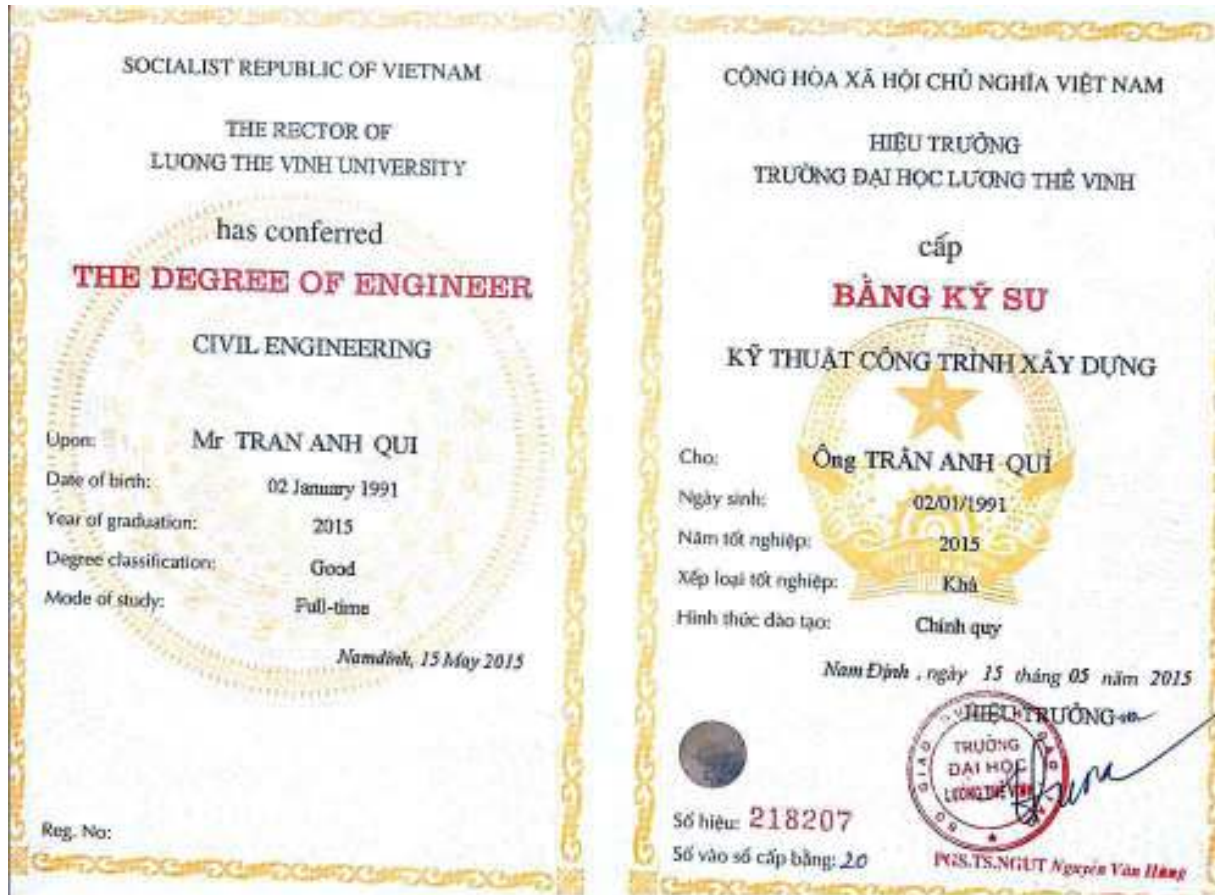 SOCIALIST REPUBLIC OF VIETNAM
THE RECTOR OF
LUONG THE VINH UNIVERSITY
has conferred
THE DEGREE OF ENGINEER
CIVIL ENGINEERING
Upon: Mr TRAN ANH QUI
Date of birth: 02 January 1991
Year of graduation: 2015
Degree classification: Good
Mode of study: Full-time
Namdinh, 15 May 2015
Reg. No:
CỘNG HÒA XÃ HỘI CHỦ NGHĨA VIỆT NAM
HIỆU TRƯỞNG
TRƯỜNG ĐẠI HỌC LƯƠNG THẾ VINH
cấp
BẰNG KỸ SƯ
KỸ THUẬT CÔNG TRÌNH XÂY DỰNG
Cho: Ông TRẦN ANH QUÍ
Ngày sinh: 02/01/1991
Năm tốt nghiệp: 2015
Xếp loại tốt nghiệp: Khá
Hình thức đào tạo: Chính quy
Nam Định, ngày 15 tháng 05 năm 2015
HIỆU TRƯỞNG
TRƯỜNG
ĐẠI HỌC
LƯƠNG THẾ VINH
Số hiệu: 218207
Số vào sổ cấp bằng: 20
PGS.TS.NGUT Nguyễn Văn Hùng